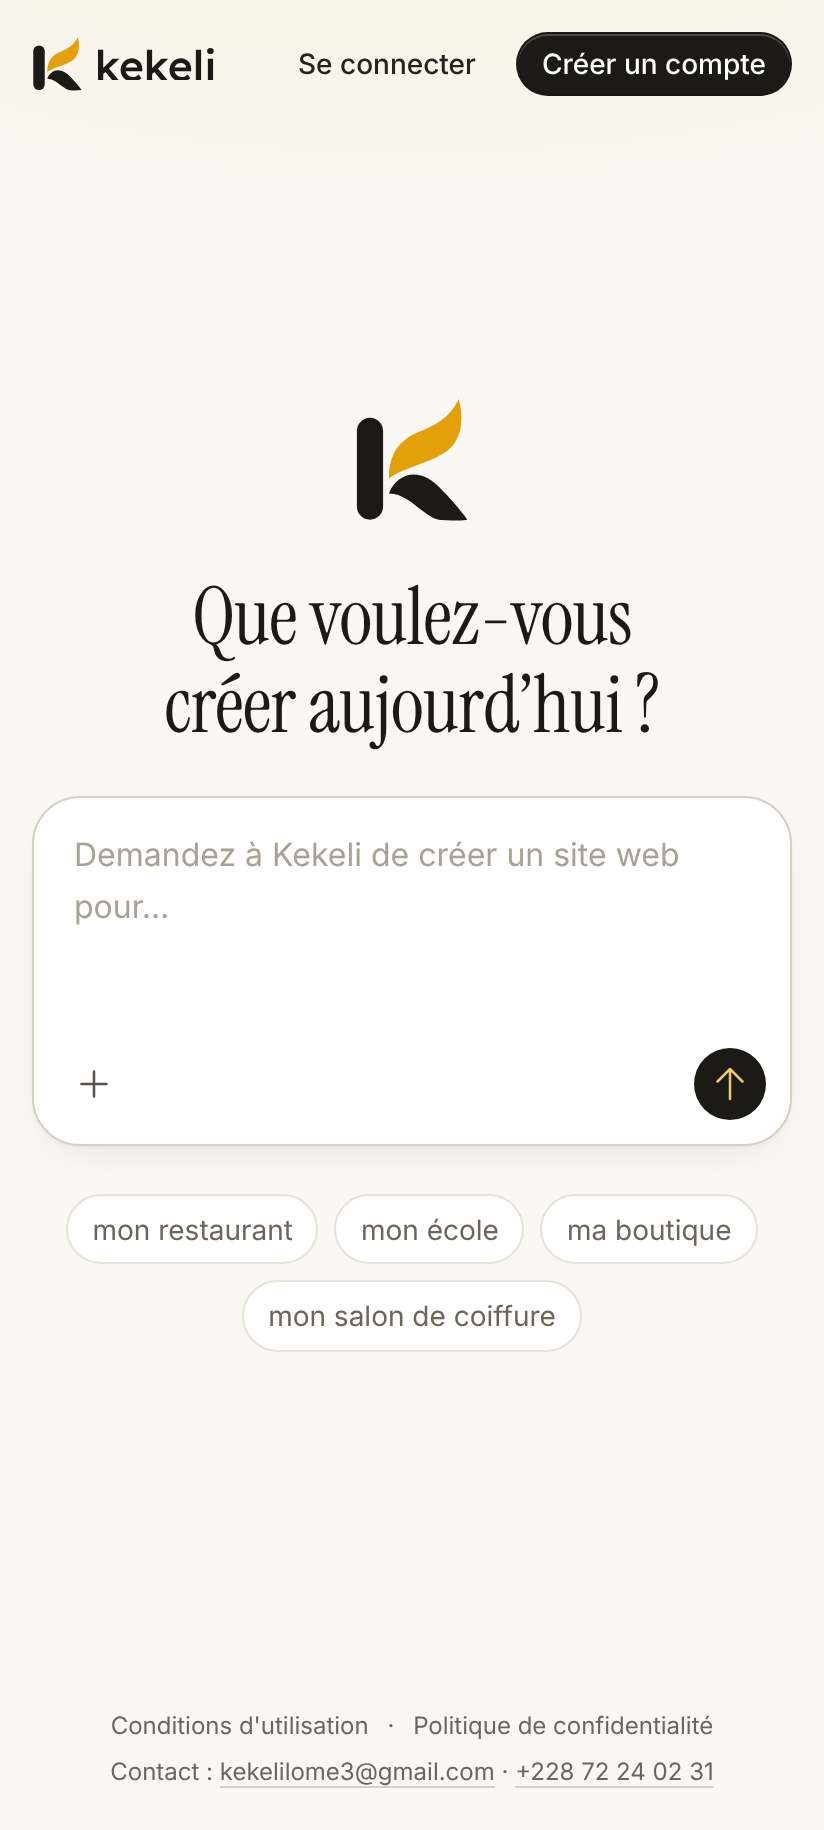 kekeli
Se connecter
Créer un compte
Que voulez-vous
créer aujourd’hui ?
Demandez à Kekeli de créer un site web
pour...
mon restaurant
mon école
ma boutique
mon salon de coiffure
Conditions d'utilisation · Politique de confidentialité
Contact : kekelilome3@gmail.com · +228 72 24 02 31